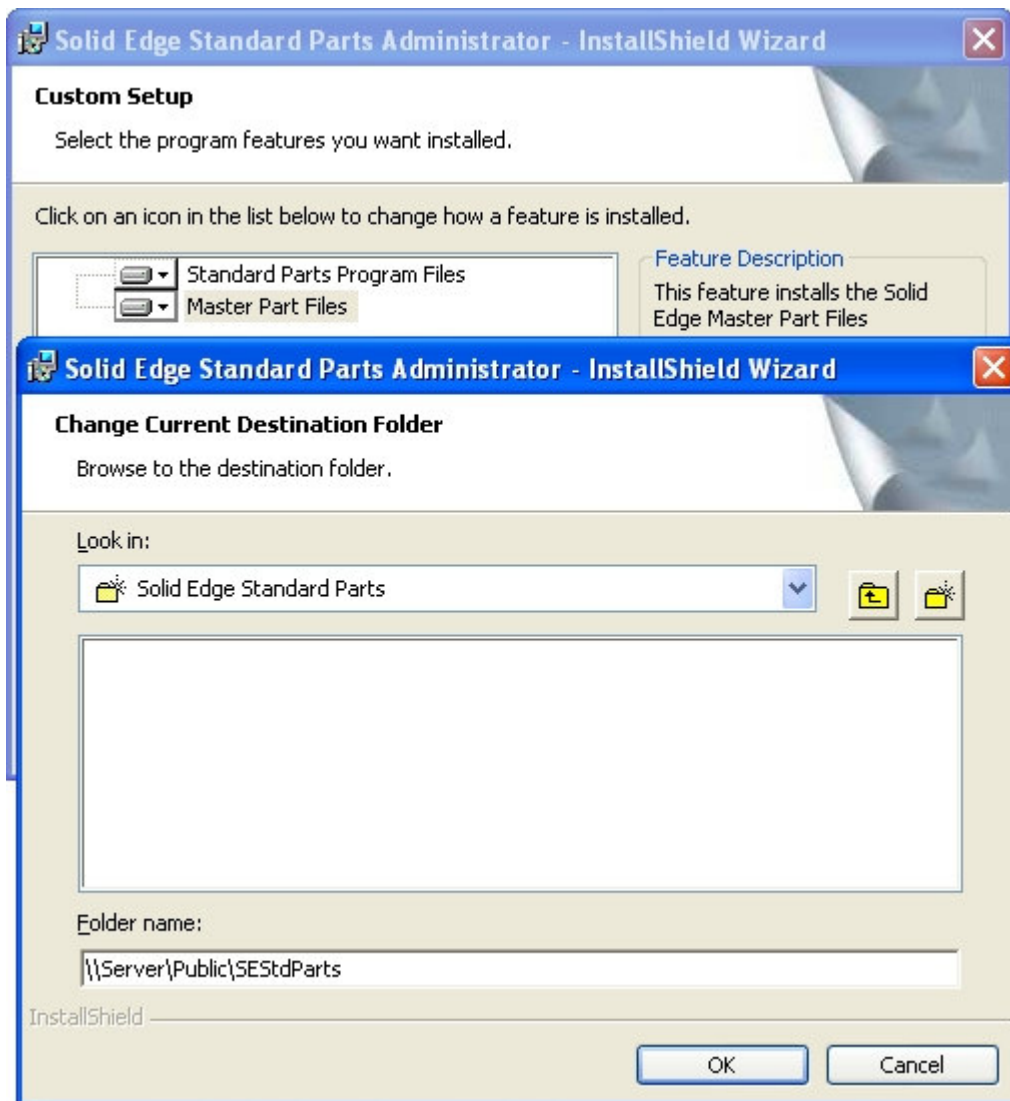 Solid Edge Standard Parts Administrator - InstallShield Wizard
Custom Setup
Select the program features you want installed.
Click on an icon in the list below to change how a feature is installed.
Standard Parts Program Files
Master Part Files
Feature Description
This feature installs the Solid
Edge Master Part Files
Solid Edge Standard Parts Administrator - InstallShield Wizard
Change Current Destination Folder
Browse to the destination folder.
Look in:
Solid Edge Standard Parts
Folder name:
\\Server\Public\SEStdParts
InstallShield
OK
Cancel